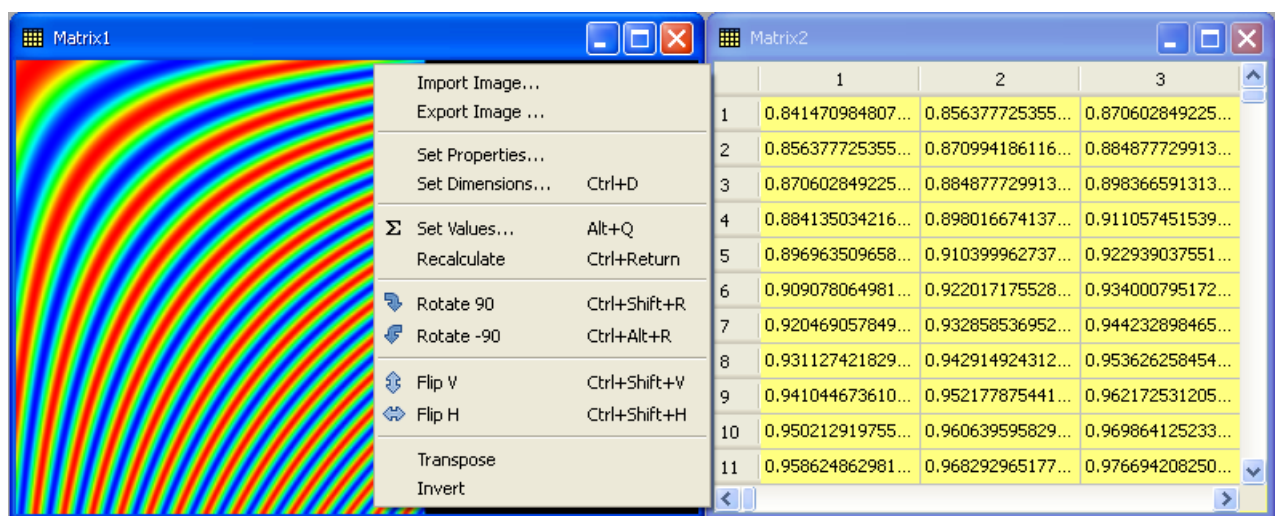 Matrix1
Import Image...
Export Image ...
Set Properties...
Set Dimensions... Ctrl+D
Σ Set Values... Alt+Q
Recalculate Ctrl+Return
Rotate 90 Ctrl+Shift+R
Rotate -90 Ctrl+Alt+R
Flip V Ctrl+Shift+V
Flip H Ctrl+Shift+H
Transpose
Invert
Matrix2
1 2 3
1 0.841470984807... 0.856377725355... 0.870602849225...
2 0.856377725355... 0.870994186116... 0.884877729913...
3 0.870602849225... 0.884877729913... 0.898366591313...
4 0.884135034216... 0.898016674137... 0.911057451539...
5 0.896963509658... 0.910399962737... 0.922939037551...
6 0.909078064981... 0.922017175528... 0.934000795172...
7 0.920469057849... 0.932858536952... 0.944232898465...
8 0.931127421829... 0.942914924312... 0.953626258454...
9 0.941044673610... 0.952177875441... 0.962172531205...
10 0.950212919755... 0.960639595829... 0.969864125233...
11 0.958624862981... 0.968292965177... 0.976694208250...